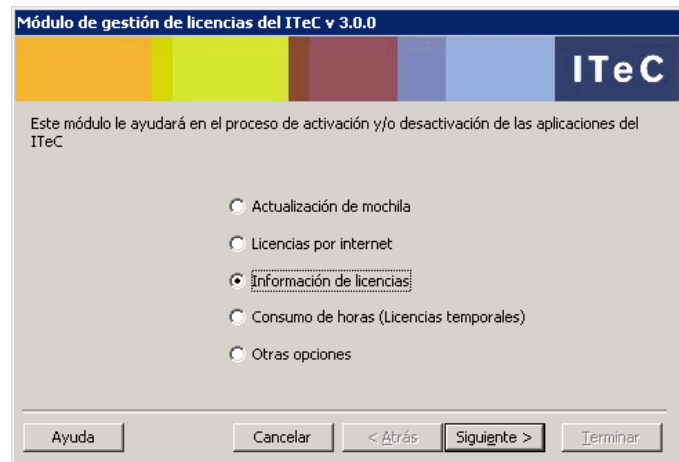 Módulo de gestión de licencias del ITeC v 3.0.0
ITeC
Este módulo le ayudará en el proceso de activación y/o desactivación de las aplicaciones del
ITeC
Actualización de mochila
Licencias por internet
Información de licencias
Consumo de horas (Licencias temporales)
Otras opciones
Ayuda
Cancelar
< Atrás
Siguiente >
Terminar